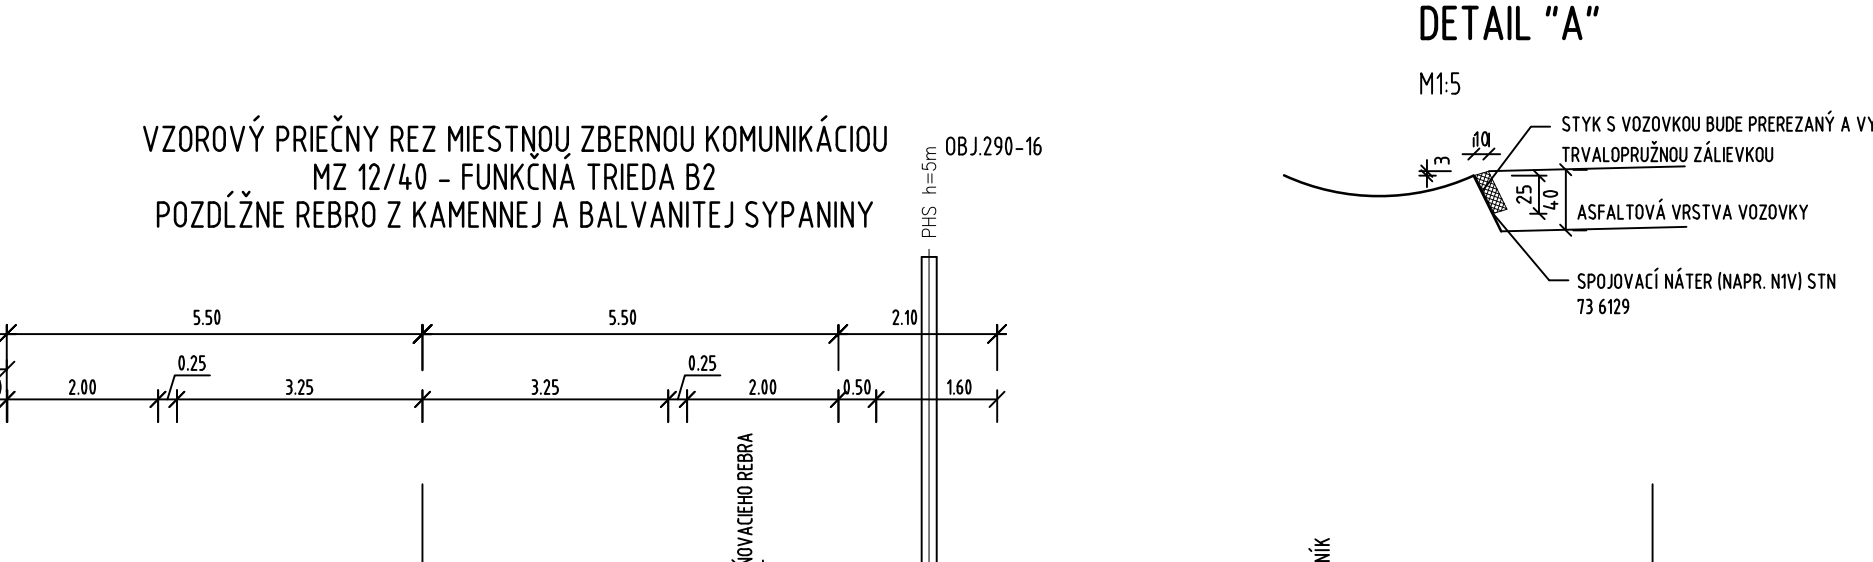 DETAIL "A"
M1:5
VZOROVÝ PRIEČNY REZ MIESTNOU ZBERNOU KOMUNIKÁCIOU
MZ 12/40 - FUNKČNÁ TRIEDA B2
POZDĹŽNE REBRO Z KAMENNEJ A BALVANITEJ SYPANINY
PHS h=5m
OBJ.290-16
STYK S VOZOVKOU BUDE PREREZANÝ A
TRVALOPRUŽNOU ZÁLIEVKOU
10
3
25
40
ASFALTOVÁ VRSTVA VOZOVKY
SPOJOVACÍ NÁTER (NAPR. N1V) STN
73 6129
5.50
5.50
2.10
0.25
0.25
2.00
3.25
3.25
2.00
0.50
1.60
REBRA